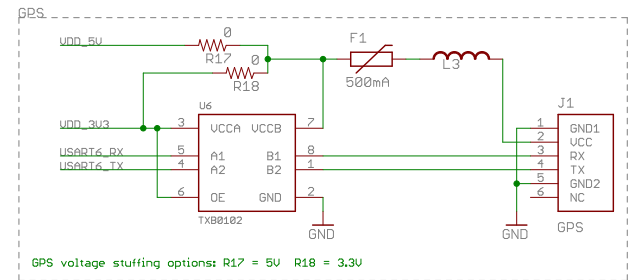 GPS
VDD_5V
0
R17
0
R18
F1
500mA
L3
U6
J1
VDD_3V3
3 VCCA VCCB 7
1 GND1
2 VCC
USART6_RX 5 A1 B1 8
3 RX
USART6_TX 4 A2 B2 1
4 TX
5 GND2
6 OE GND 2
6 NC
TXB0102
GND
GND
GPS
GPS voltage stuffing options: R17 = 5V R18 = 3.3V